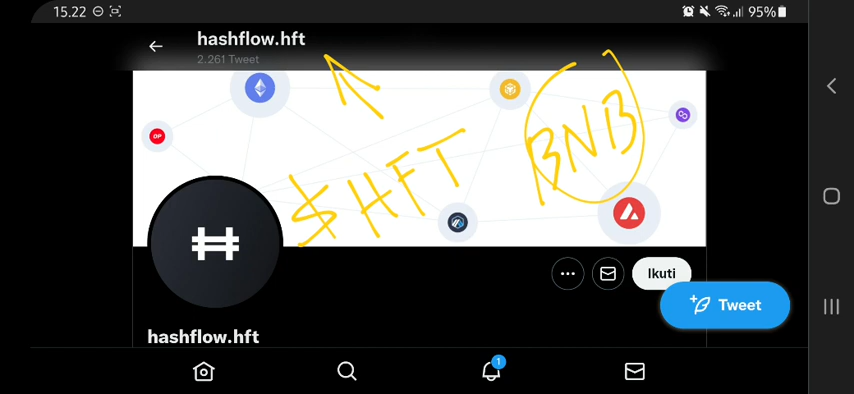 15.22 95%
hashflow.hft
2.261 Tweet
OP
$HFT
BNB
Ikuti
Tweet
hashflow.hft
1